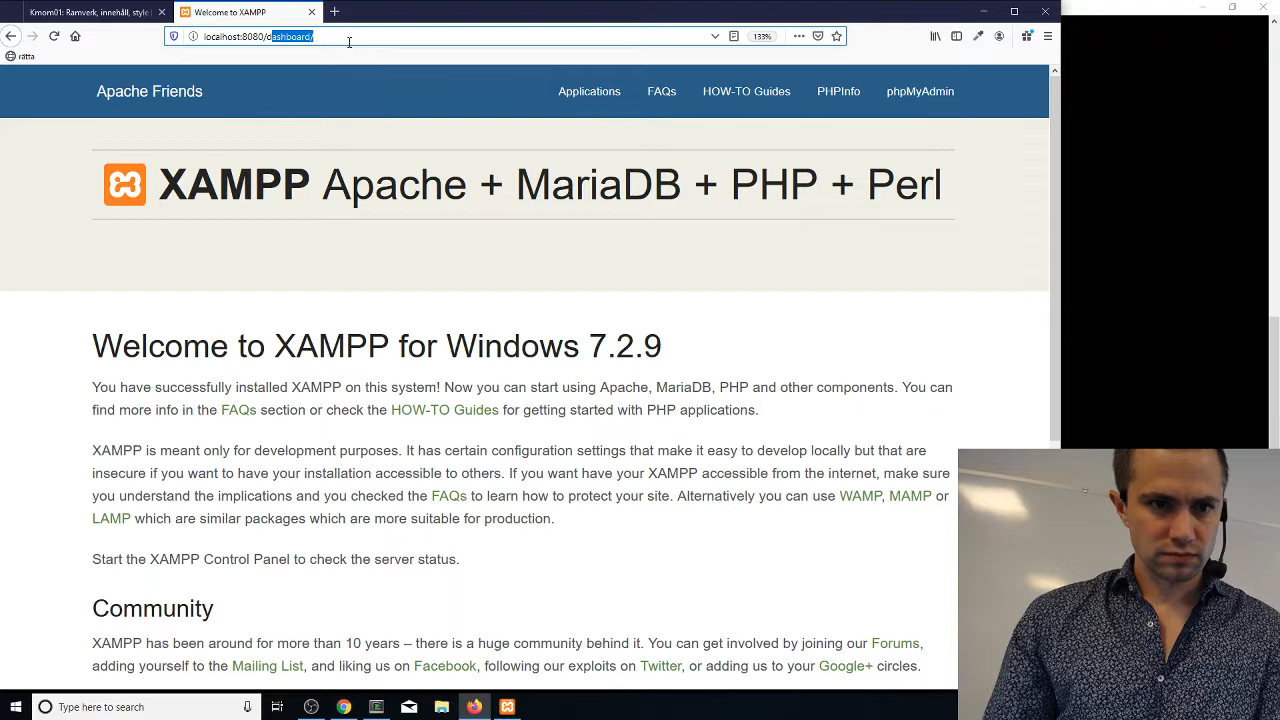 Kmom01: Ramverk, innehåll, style
Welcome to XAMPP
localhost:8080/dashboard/
133%
rätta
Apache Friends
Applications
FAQs
HOW-TO Guides
PHPInfo
phpMyAdmin
XAMPP Apache + MariaDB + PHP + Perl
Welcome to XAMPP for Windows 7.2.9
You have successfully installed XAMPP on this system! Now you can start using Apache, MariaDB, PHP and other components. You can
find more info in the FAQs section or check the HOW-TO Guides for getting started with PHP applications.
XAMPP is meant only for development purposes. It has certain configuration settings that make it easy to develop locally but that are
insecure if you want to have your installation accessible to others. If you want have your XAMPP accessible from the internet, make sure
you understand the implications and you checked the FAQs to learn how to protect your site. Alternatively you can use WAMP, MAMP or
LAMP which are similar packages which are more suitable for production.
Start the XAMPP Control Panel to check the server status.
Community
XAMPP has been around for more than 10 years – there is a huge community behind it. You can get involved by joining our Forums,
adding yourself to the Mailing List, and liking us on Facebook, following our exploits on Twitter, or adding us to your Google+ circles.
Type here to search